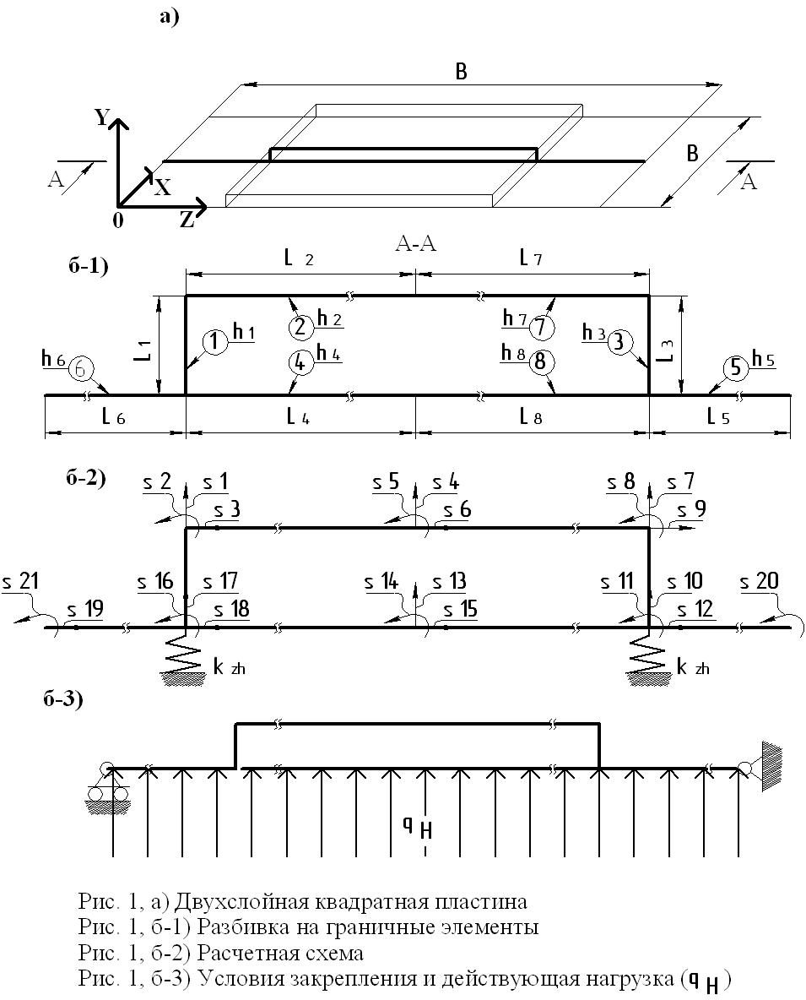 а)
B
Y
B
A
X
A
0
Z
А-А
б-1)
L 2
L 7
L 1
1
h 1
2
h 2
h 7
7
h 3
3
L 3
h 6
6
4
h 4
h 8
8
5
h 5
L 6
L 4
L 8
L 5
б-2)
s 2
s 1
s 5
s 4
s 8
s 7
s 3
s 6
s 9
s 21
s 16
s 17
s 14
s 13
s 11
s 10
s 20
s 19
s 18
s 15
s 12
k zh
k zh
б-3)
q H
Рис. 1, а) Двухслойная квадратная пластина
Рис. 1, б-1) Разбивка на граничные элементы
Рис. 1, б-2) Расчетная схема
Рис. 1, б-3) Условия закрепления и действующая нагрузка (q H)